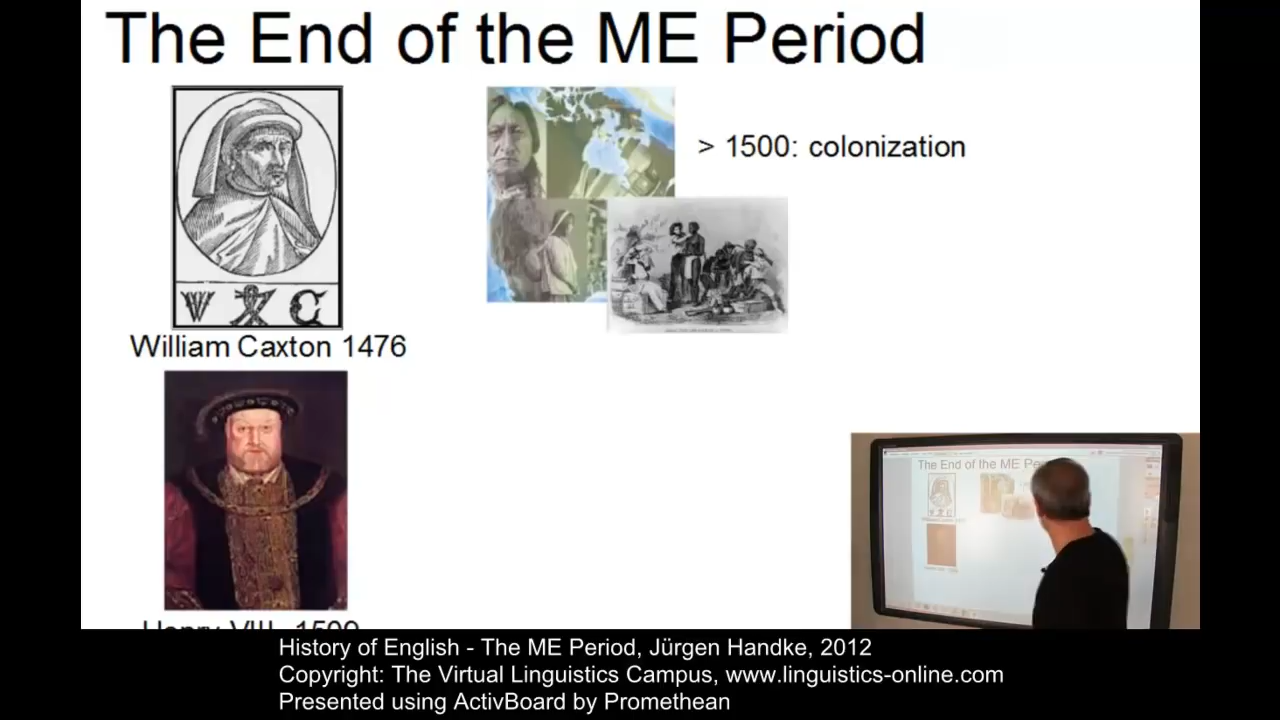 The End of the ME Period
> 1500: colonization
W C
William Caxton 1476
Henry VIII 1509
The End of the ME Pe
History of English - The ME Period, Jürgen Handke, 2012
Copyright: The Virtual Linguistics Campus, www.linguistics-online.com
Presented using ActivBoard by Promethean